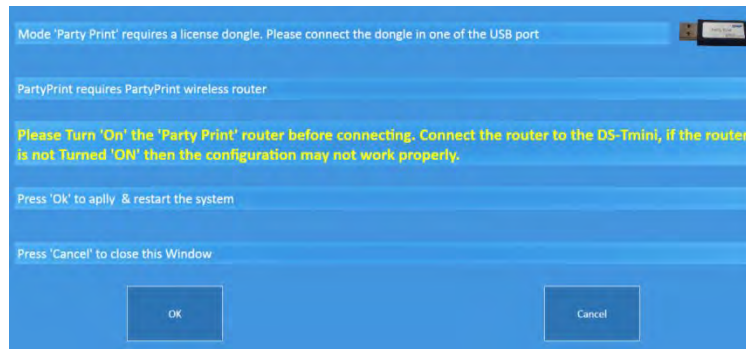 Mode 'Party Print' requires a license dongle. Please connect the dongle in one of the USB port
PartyPrint requires PartyPrint wireless router
Please Turn 'On' the 'Party Print' router before connecting. Connect the router to the DS-Tmini, if the router
is not Turned 'ON' then the configuration may not work properly.
Press 'Ok' to aplly & restart the system
Press 'Cancel' to close this Window
OK
Cancel